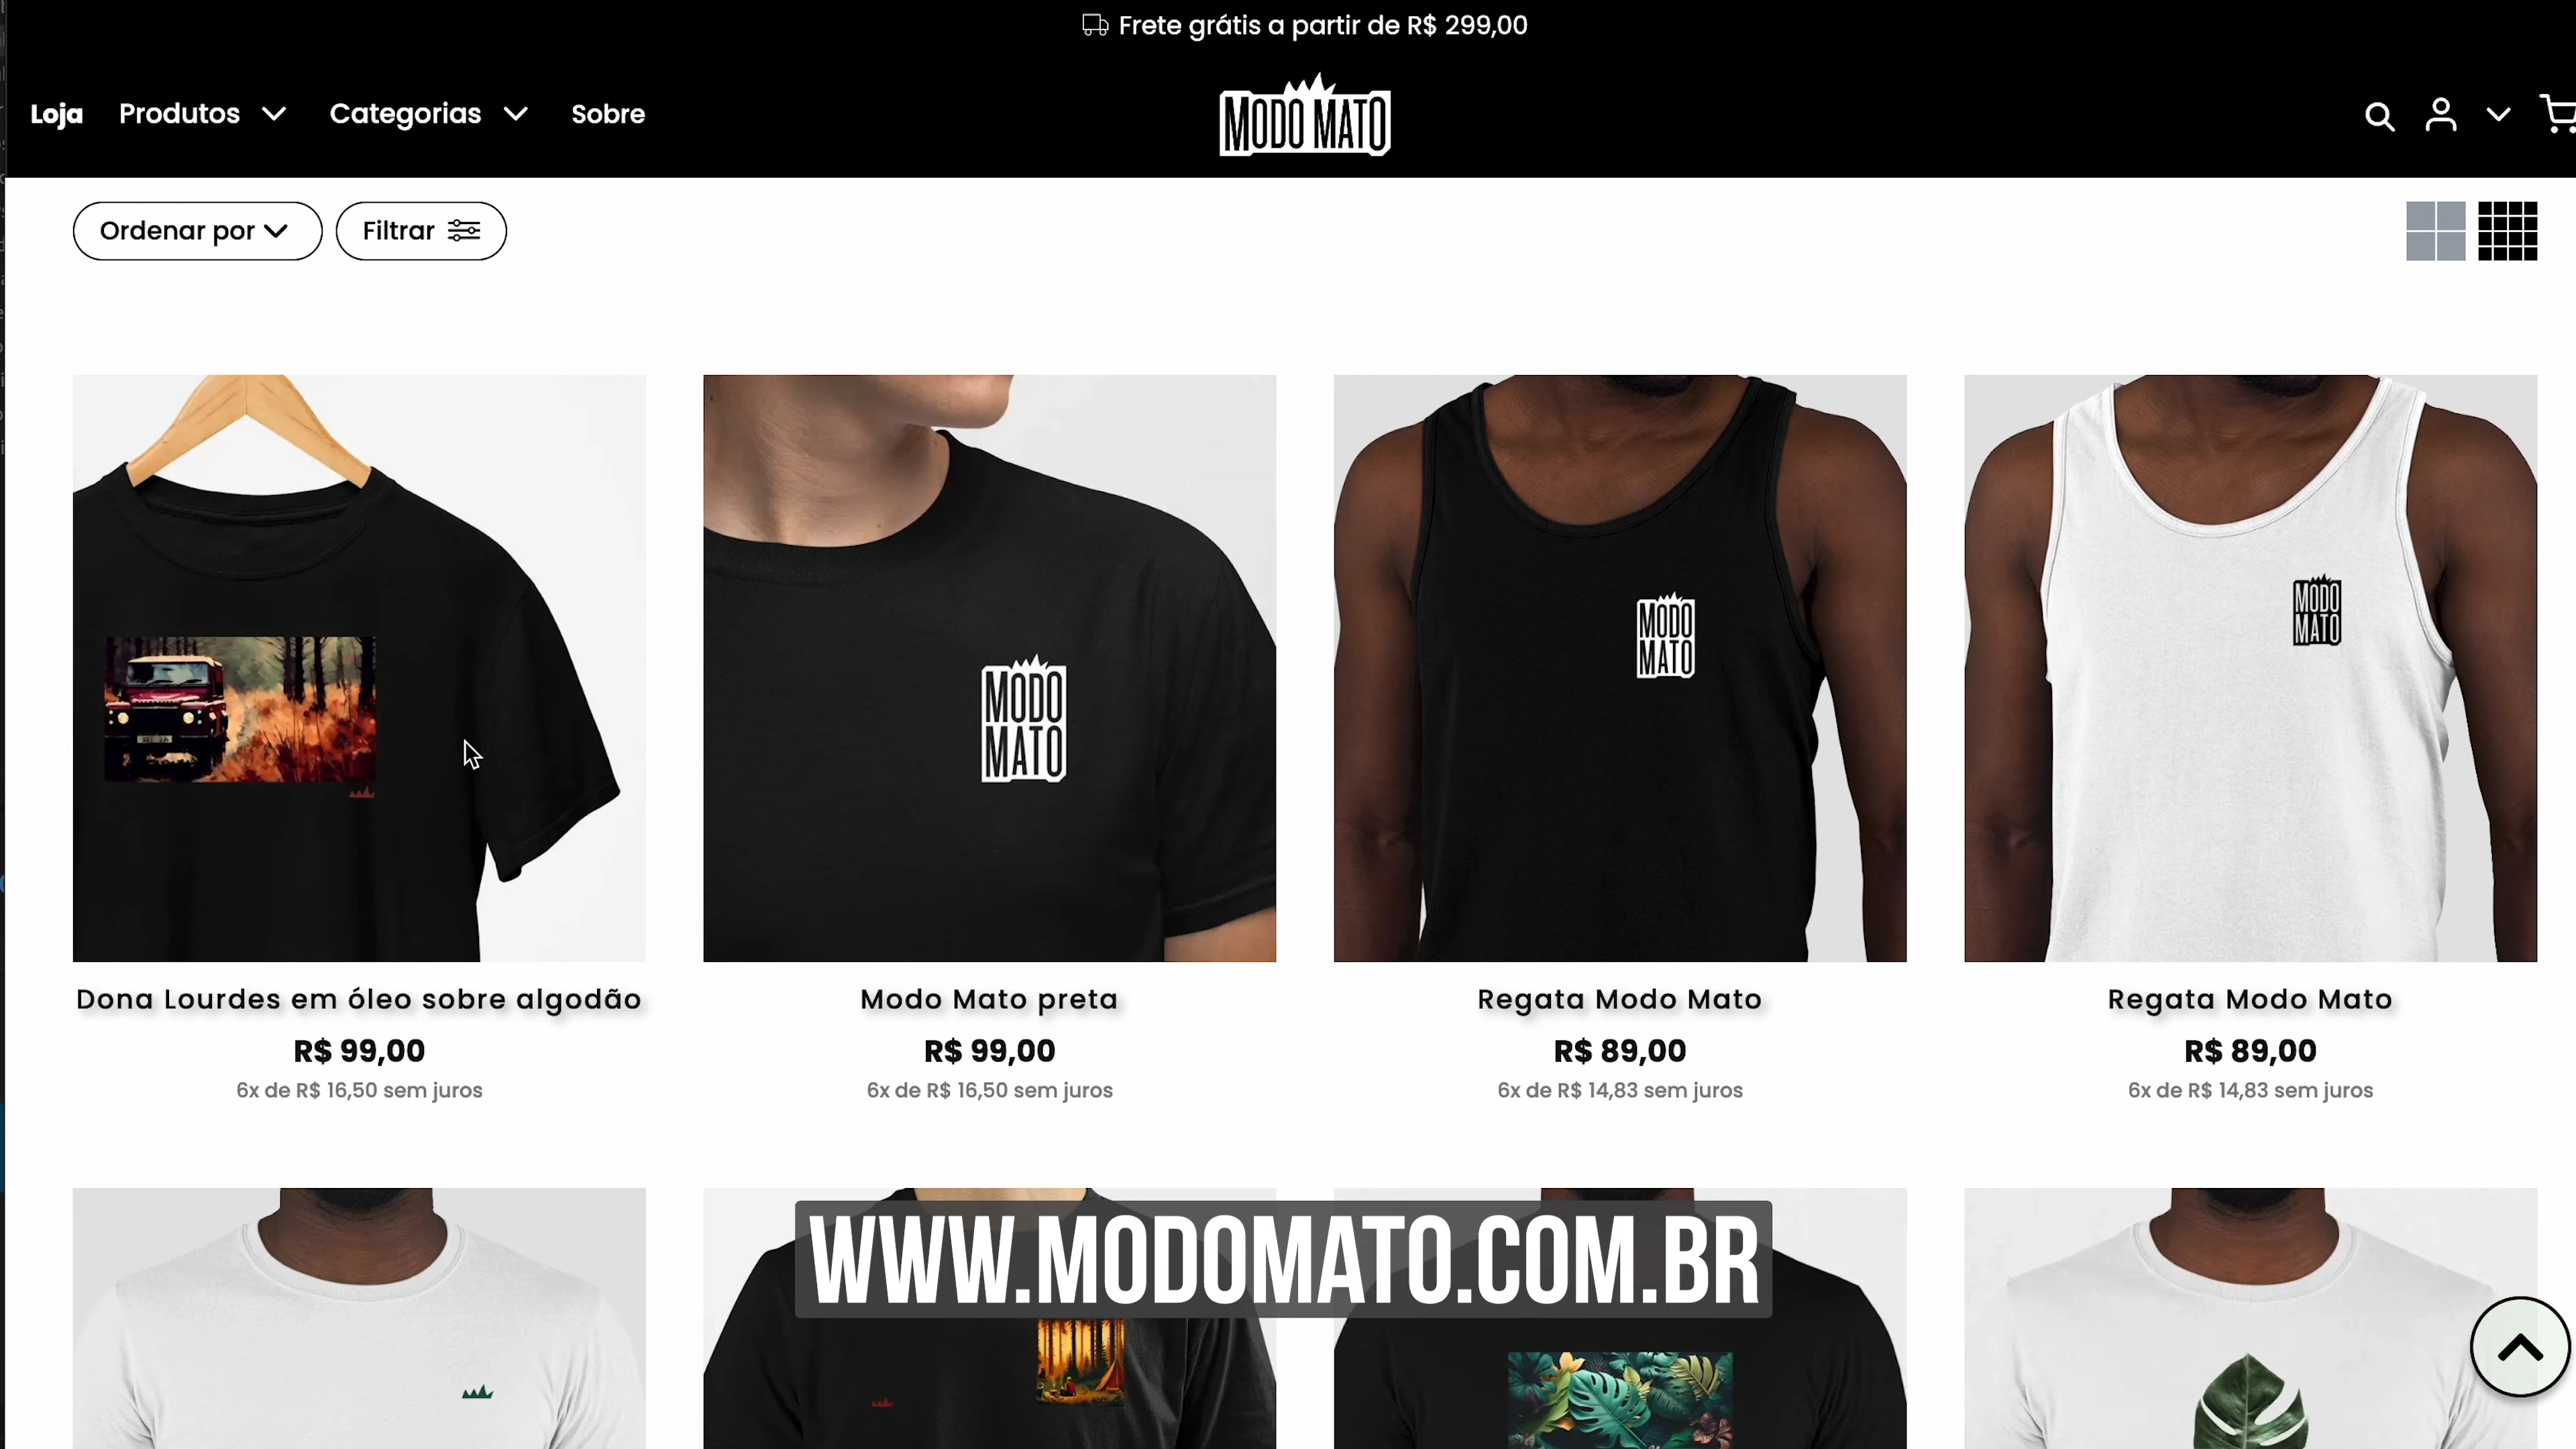 Frete grátis a partir de R$ 299,00
Loja Produtos Categorias Sobre
MODO MATO
Ordenar por Filtrar
MODO
MATO
MODO
MATO
MODO
MATO
Dona Lourdes em óleo sobre algodão
R$ 99,00
6x de R$ 16,50 sem juros
Modo Mato preta
R$ 99,00
6x de R$ 16,50 sem juros
Regata Modo Mato
R$ 89,00
6x de R$ 14,83 sem juros
Regata Modo Mato
R$ 89,00
6x de R$ 14,83 sem juros
WWW.MODOMATO.COM.BR